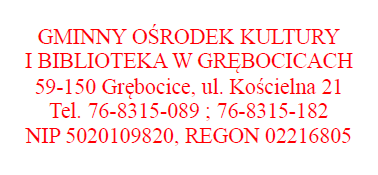 GMINNY OŚRODEK KULTURY
I BIBLIOTEKA W GRĘBOCICACH
59-150 Grębocice, ul. Kościelna 21
Tel. 76-8315-089 ; 76-8315-182
NIP 5020109820, REGON 02216805